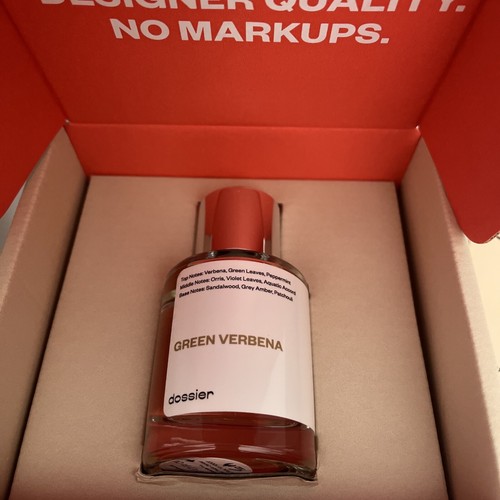 DESIGNER QUALITY.
NO MARKUPS.
Top Notes: Verbena, Green Leaves, Peppermint
Middle Notes: Orris, Violet Leaves, Aquatic Accord
Base Notes: Sandalwood, Grey Amber, Patchouli
GREEN VERBENA
dossier